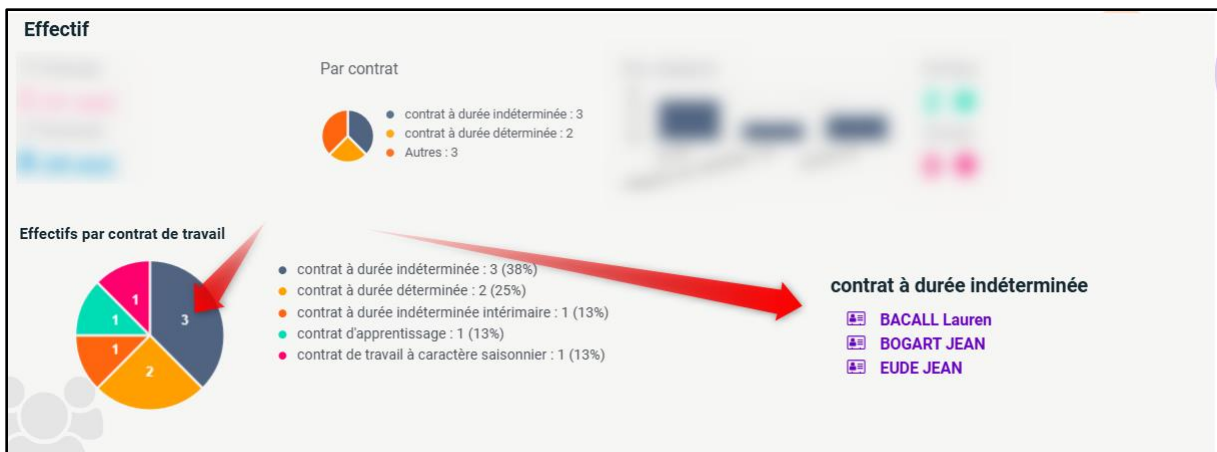 Effectif
Par contrat
contrat à durée indéterminée : 3
contrat à durée déterminée : 2
Autres : 3
Effectifs par contrat de travail
3
2
1
1
1
contrat à durée indéterminée : 3 (38%)
contrat à durée déterminée : 2 (25%)
contrat à durée indéterminée intérimaire : 1 (13%)
contrat d'apprentissage : 1 (13%)
contrat de travail à caractère saisonnier : 1 (13%)
contrat à durée indéterminée
BACALL Lauren
BOGART JEAN
EUDE JEAN